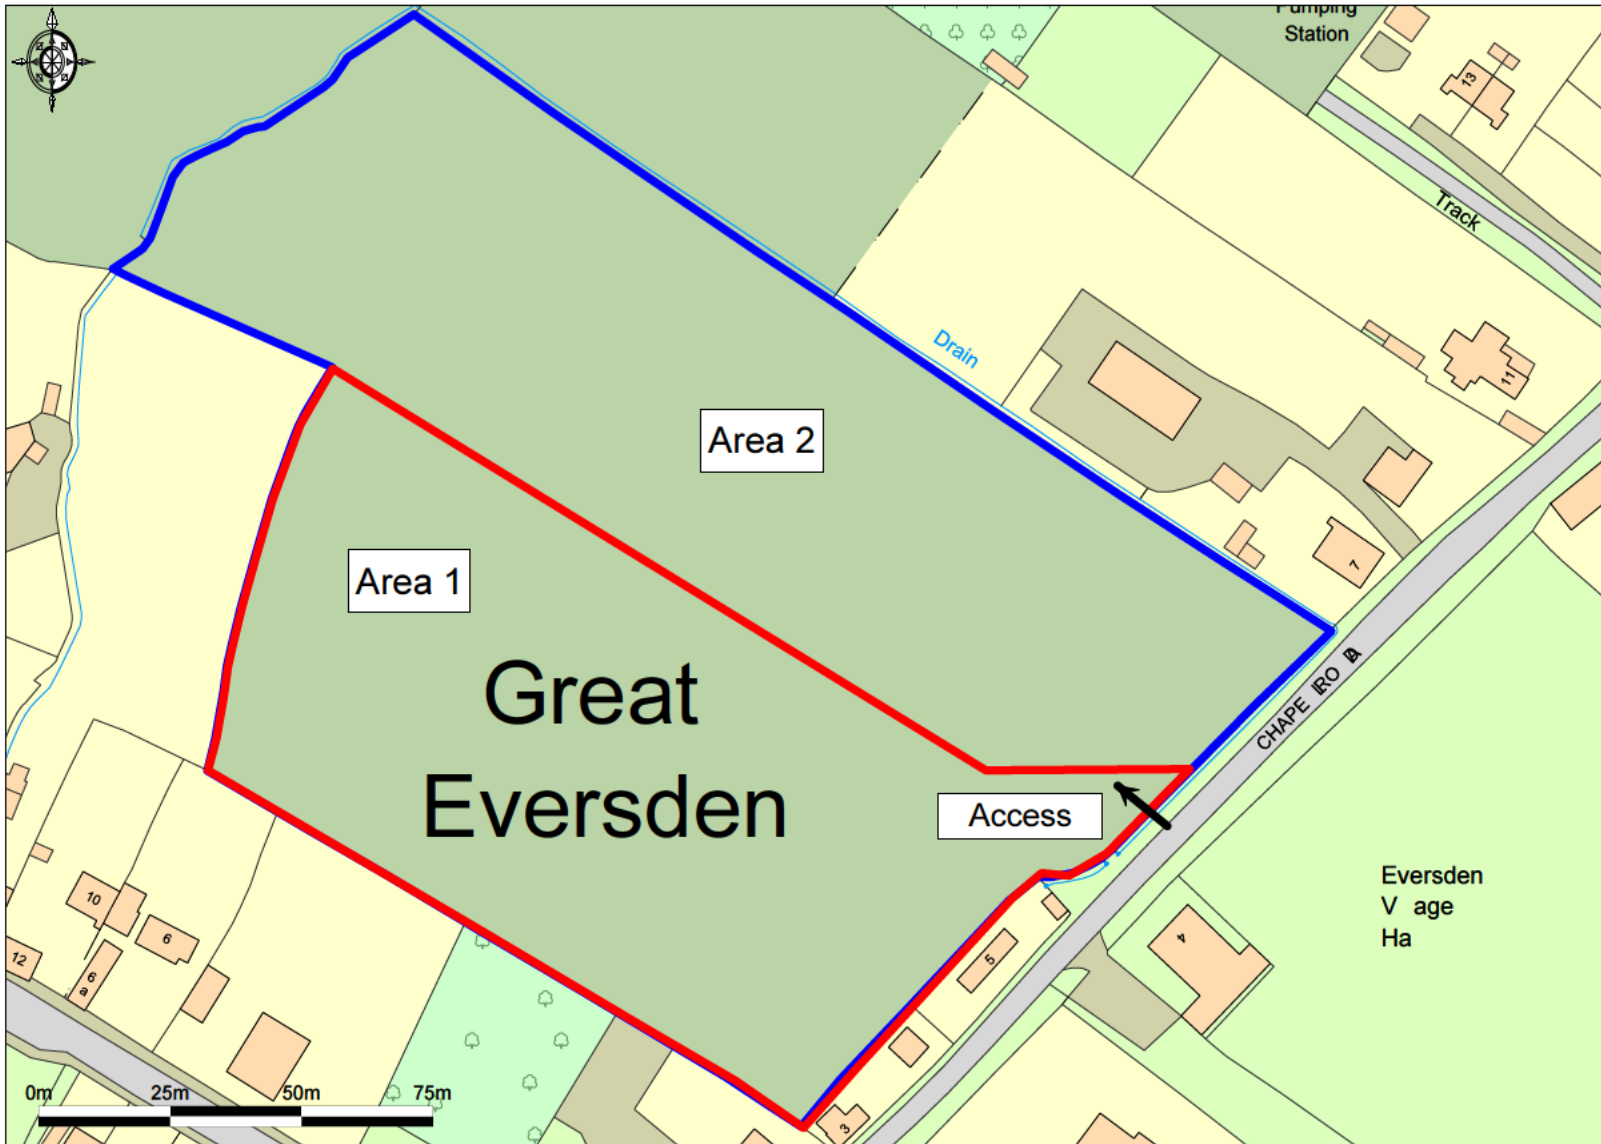 Pumping
Station
13
Track
Drain
11
Area 2
7
Area 1
Great
Eversden
CHAPE
Access
Eversden
V age
Ha
10
6
12
6
a
5
4
3
0m 25m 50m 75m